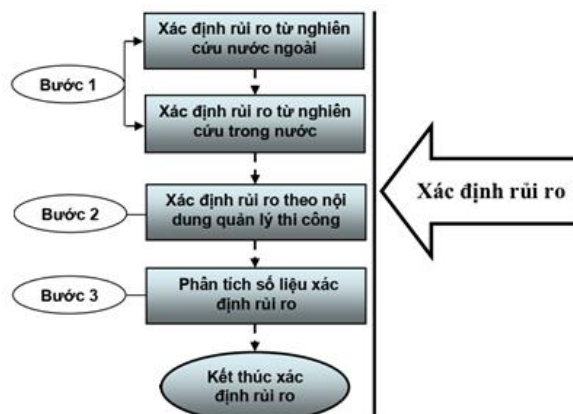 Xác định rủi ro từ nghiên
cứu nước ngoài
Bước 1
Xác định rủi ro từ nghiên
cứu trong nước
Xác định rủi ro
Xác định rủi ro theo nội
dung quản lý thi công
Bước 2
Phân tích số liệu xác
định rủi ro
Bước 3
Kết thúc xác
định rủi ro